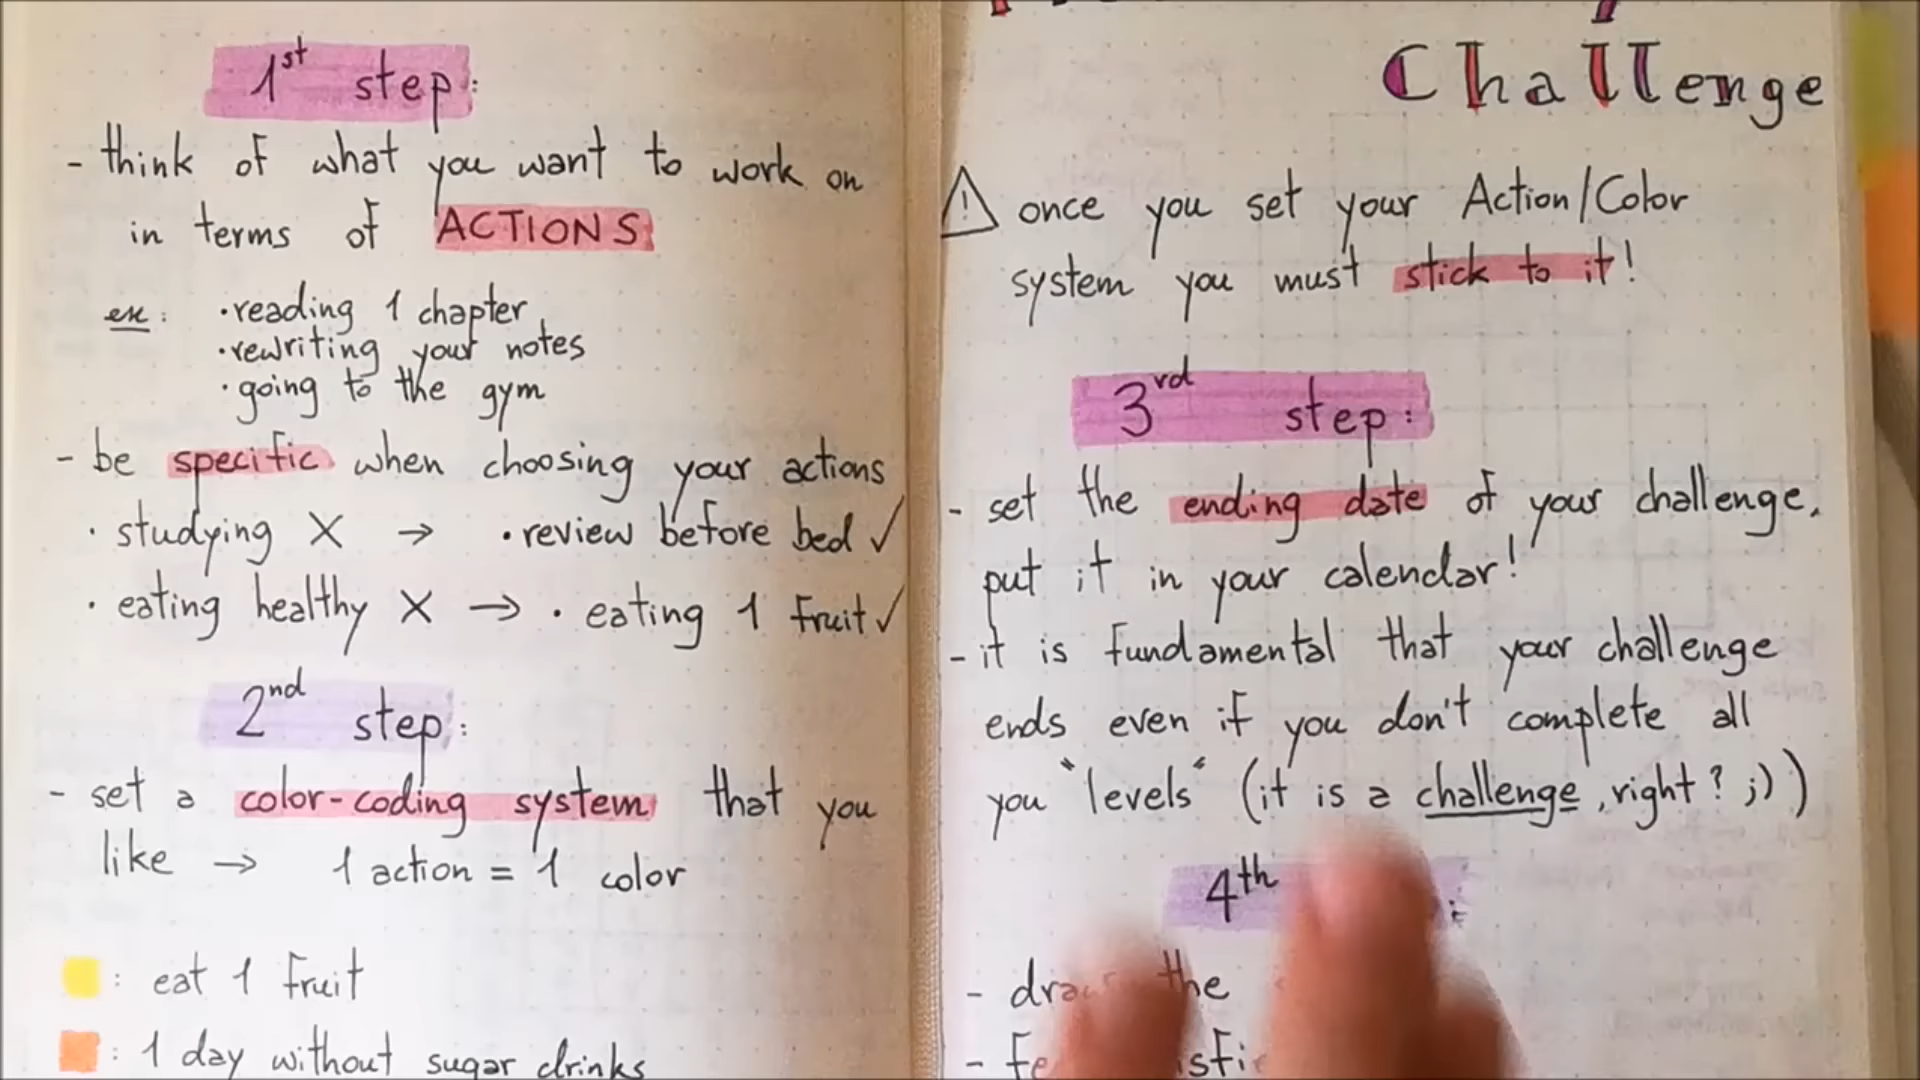 1st step:
- think of what you want to work on
in terms of ACTIONS
ex: • reading 1 chapter
• rewriting your notes
• going to the gym
- be specific when choosing your actions
• studying X → • review before bed ✓
• eating healthy X → • eating 1 fruit ✓
2nd step:
- set a color-coding system that you
like → 1 action = 1 color
: eat 1 fruit
: 1 day without sugar drinks
Challenge
⚠ once you set your Action/Color
system you must stick to it!
3rd step:
- set the ending date of your challenge.
put it in your calendar!
- it is fundamental that your challenge
ends even if you don't complete all
you "levels" (it is a challenge, right? ;))
4th :
- the
-